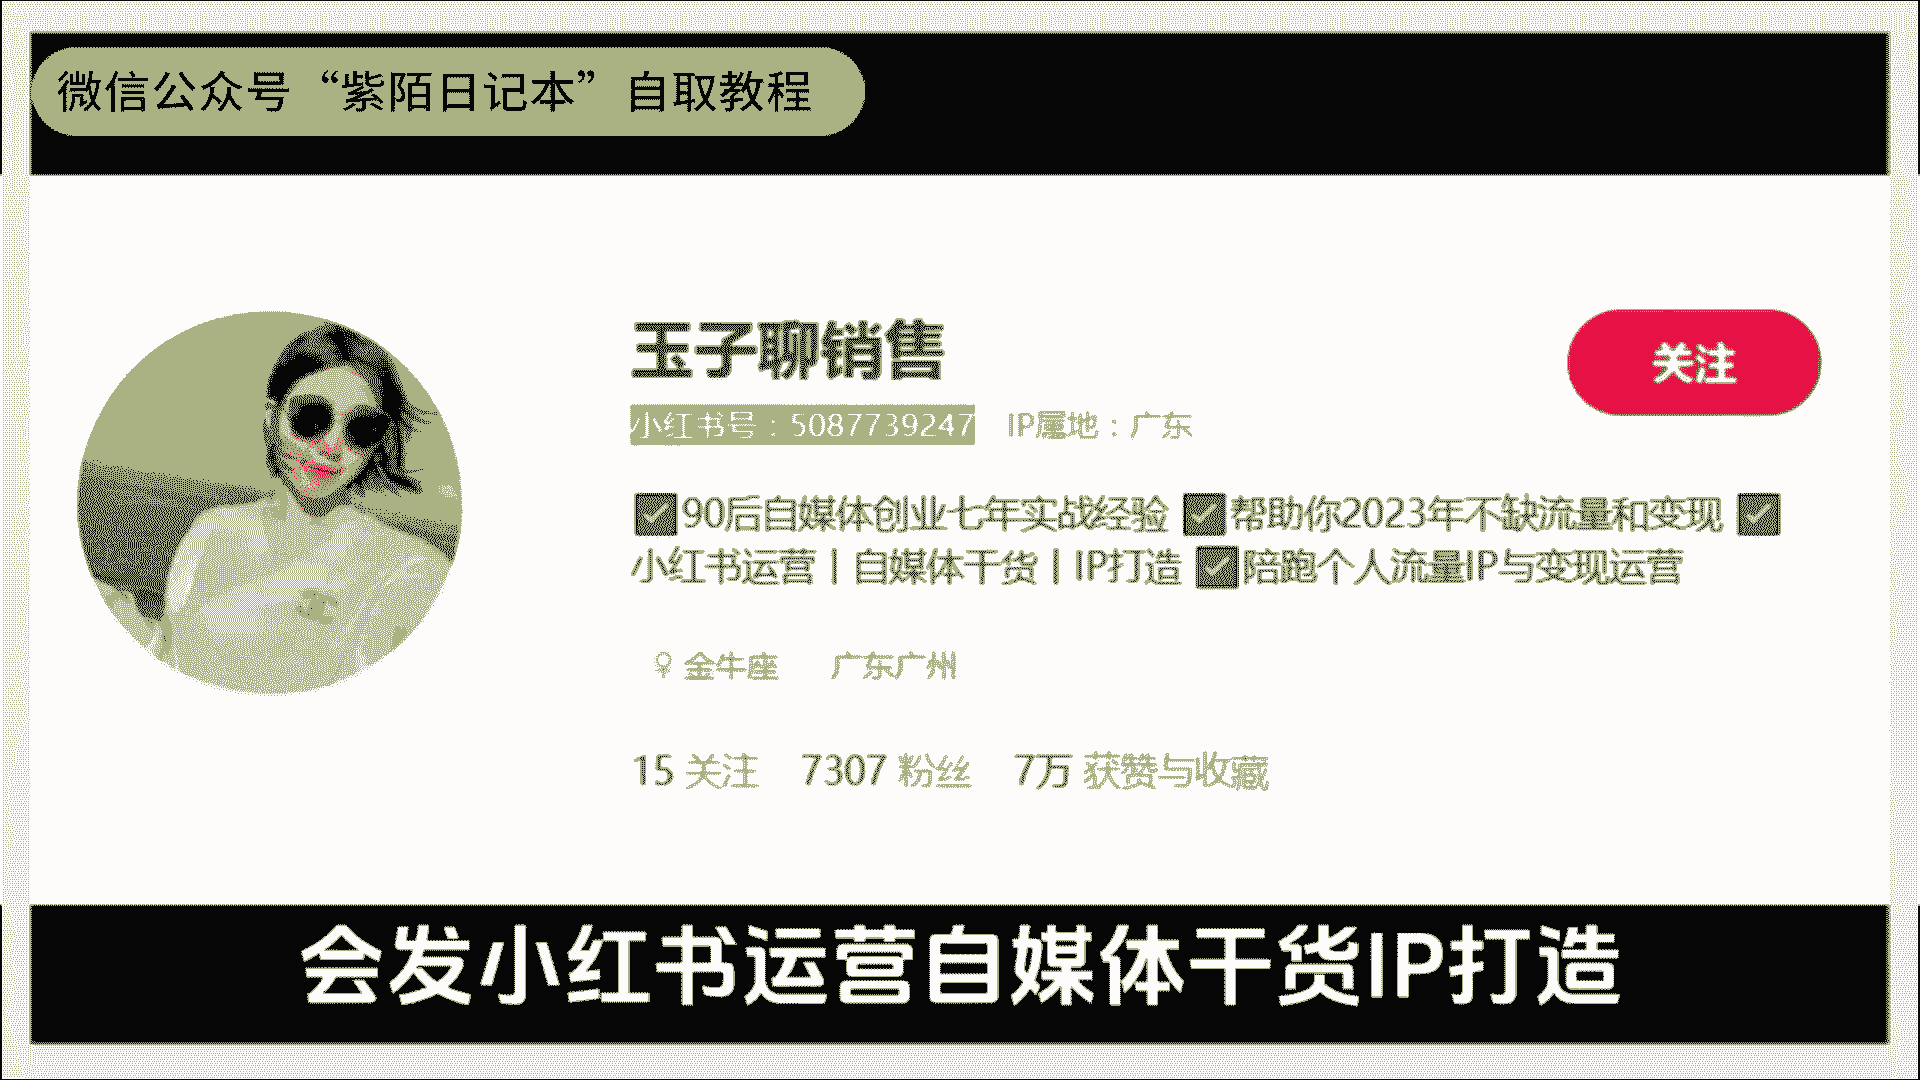 微信公众号“紫陌日记本”自取教程
玉子聊销售
关注
小红书号：5087739247 IP属地：广东
✅90后自媒体创业七年实战经验 ✅帮助你2023年不缺流量和变现 ✅
小红书运营丨自媒体干货丨IP打造 ✅陪跑个人流量IP与变现运营
♀ 金牛座 广东广州
15 关注 7307 粉丝 7万 获赞与收藏
会发小红书运营自媒体干货IP打造